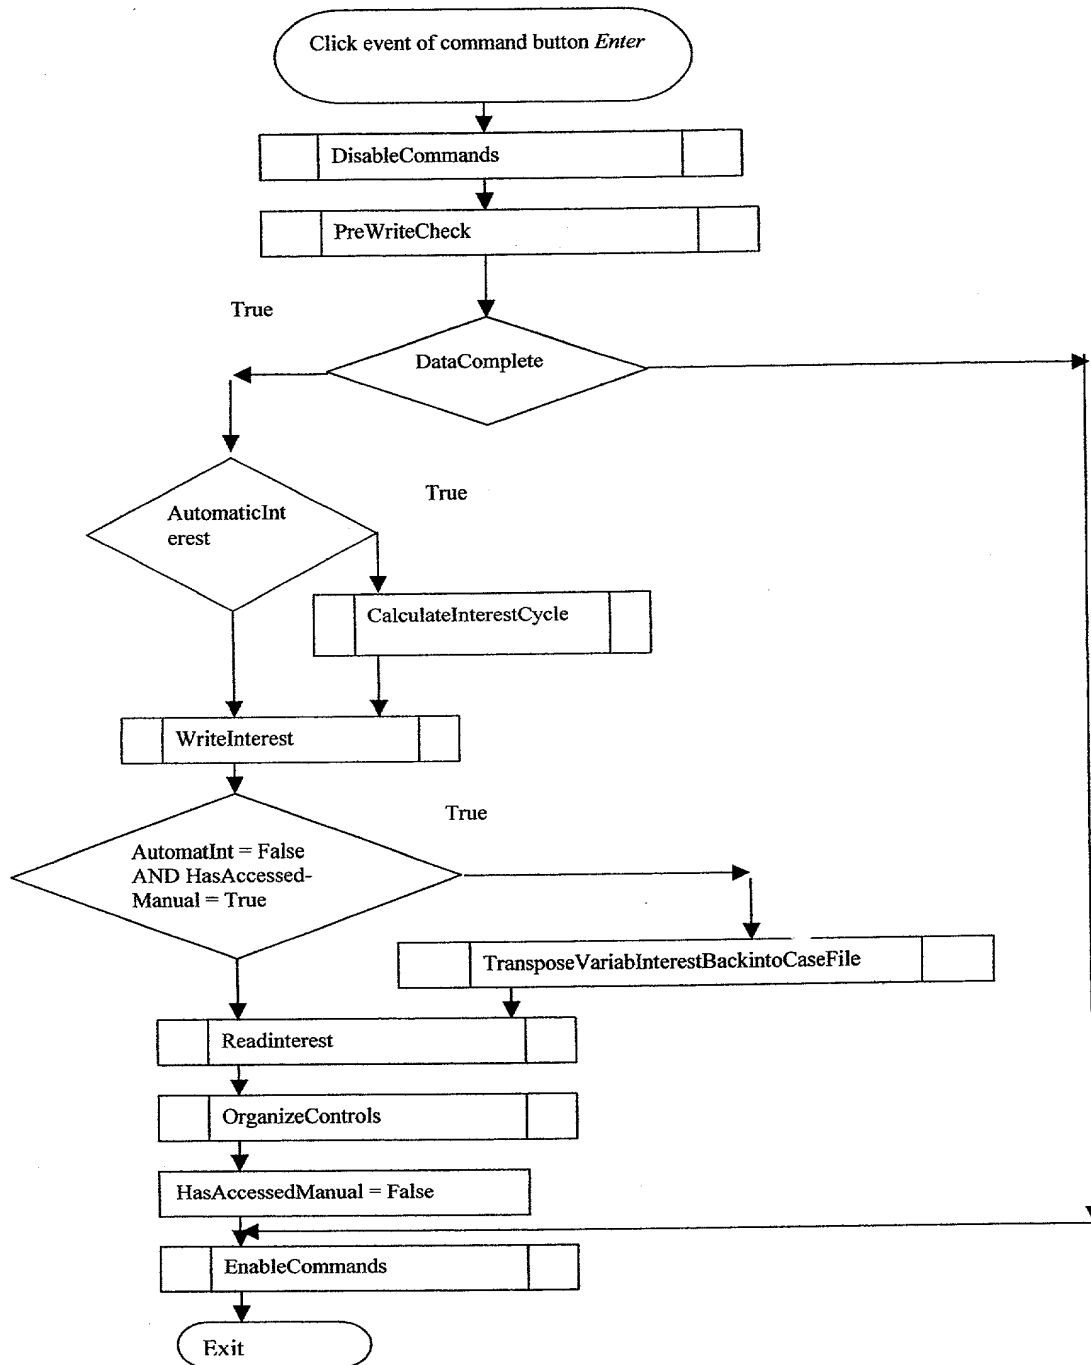 Click event of command button Enter
DisableCommands
PreWriteCheck
True
DataComplete
True
AutomaticInt
erest
CalculateInterestCycle
WriteInterest
True
AutomatInt = False
AND HasAccessed-
Manual = True
TransposeVariabInterestBackintoCaseFile
Readinterest
OrganizeControls
HasAccessedManual = False
EnableCommands
Exit